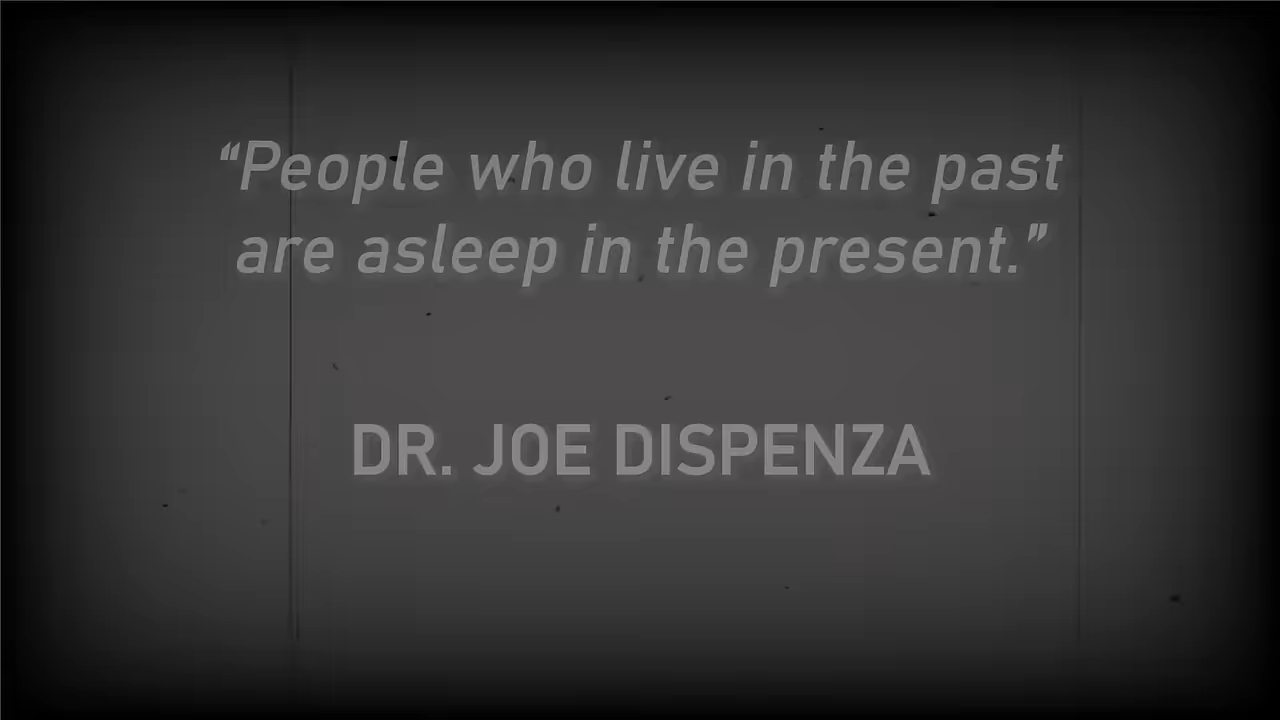 “People who live in the past
are asleep in the present.”
DR. JOE DISPENZA